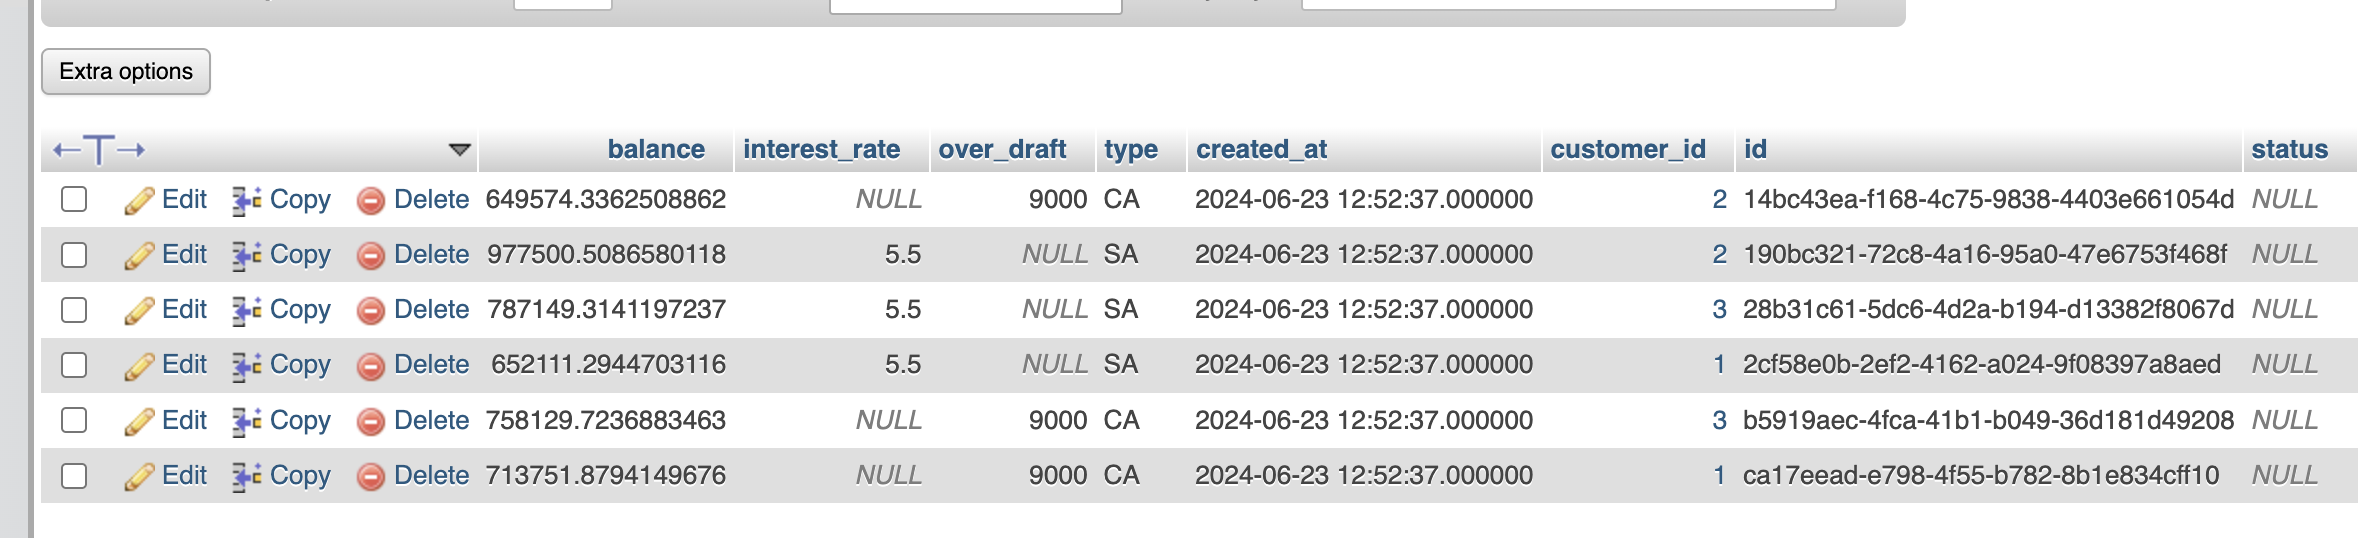 Extra options
balance interest_rate over_draft type created_at customer_id id status
Edit Copy Delete 649574.3362508862 NULL 9000 CA 2024-06-23 12:52:37.000000 2 14bc43ea-f168-4c75-9838-4403e661054d NULL
Edit Copy Delete 977500.5086580118 5.5 NULL SA 2024-06-23 12:52:37.000000 2 190bc321-72c8-4a16-95a0-47e6753f468f NULL
Edit Copy Delete 787149.3141197237 5.5 NULL SA 2024-06-23 12:52:37.000000 3 28b31c61-5dc6-4d2a-b194-d13382f8067d NULL
Edit Copy Delete 652111.2944703116 5.5 NULL SA 2024-06-23 12:52:37.000000 1 2cf58e0b-2ef2-4162-a024-9f08397a8aed NULL
Edit Copy Delete 758129.7236883463 NULL 9000 CA 2024-06-23 12:52:37.000000 3 b5919aec-4fca-41b1-b049-36d181d49208 NULL
Edit Copy Delete 713751.8794149676 NULL 9000 CA 2024-06-23 12:52:37.000000 1 ca17eead-e798-4f55-b782-8b1e834cff10 NULL